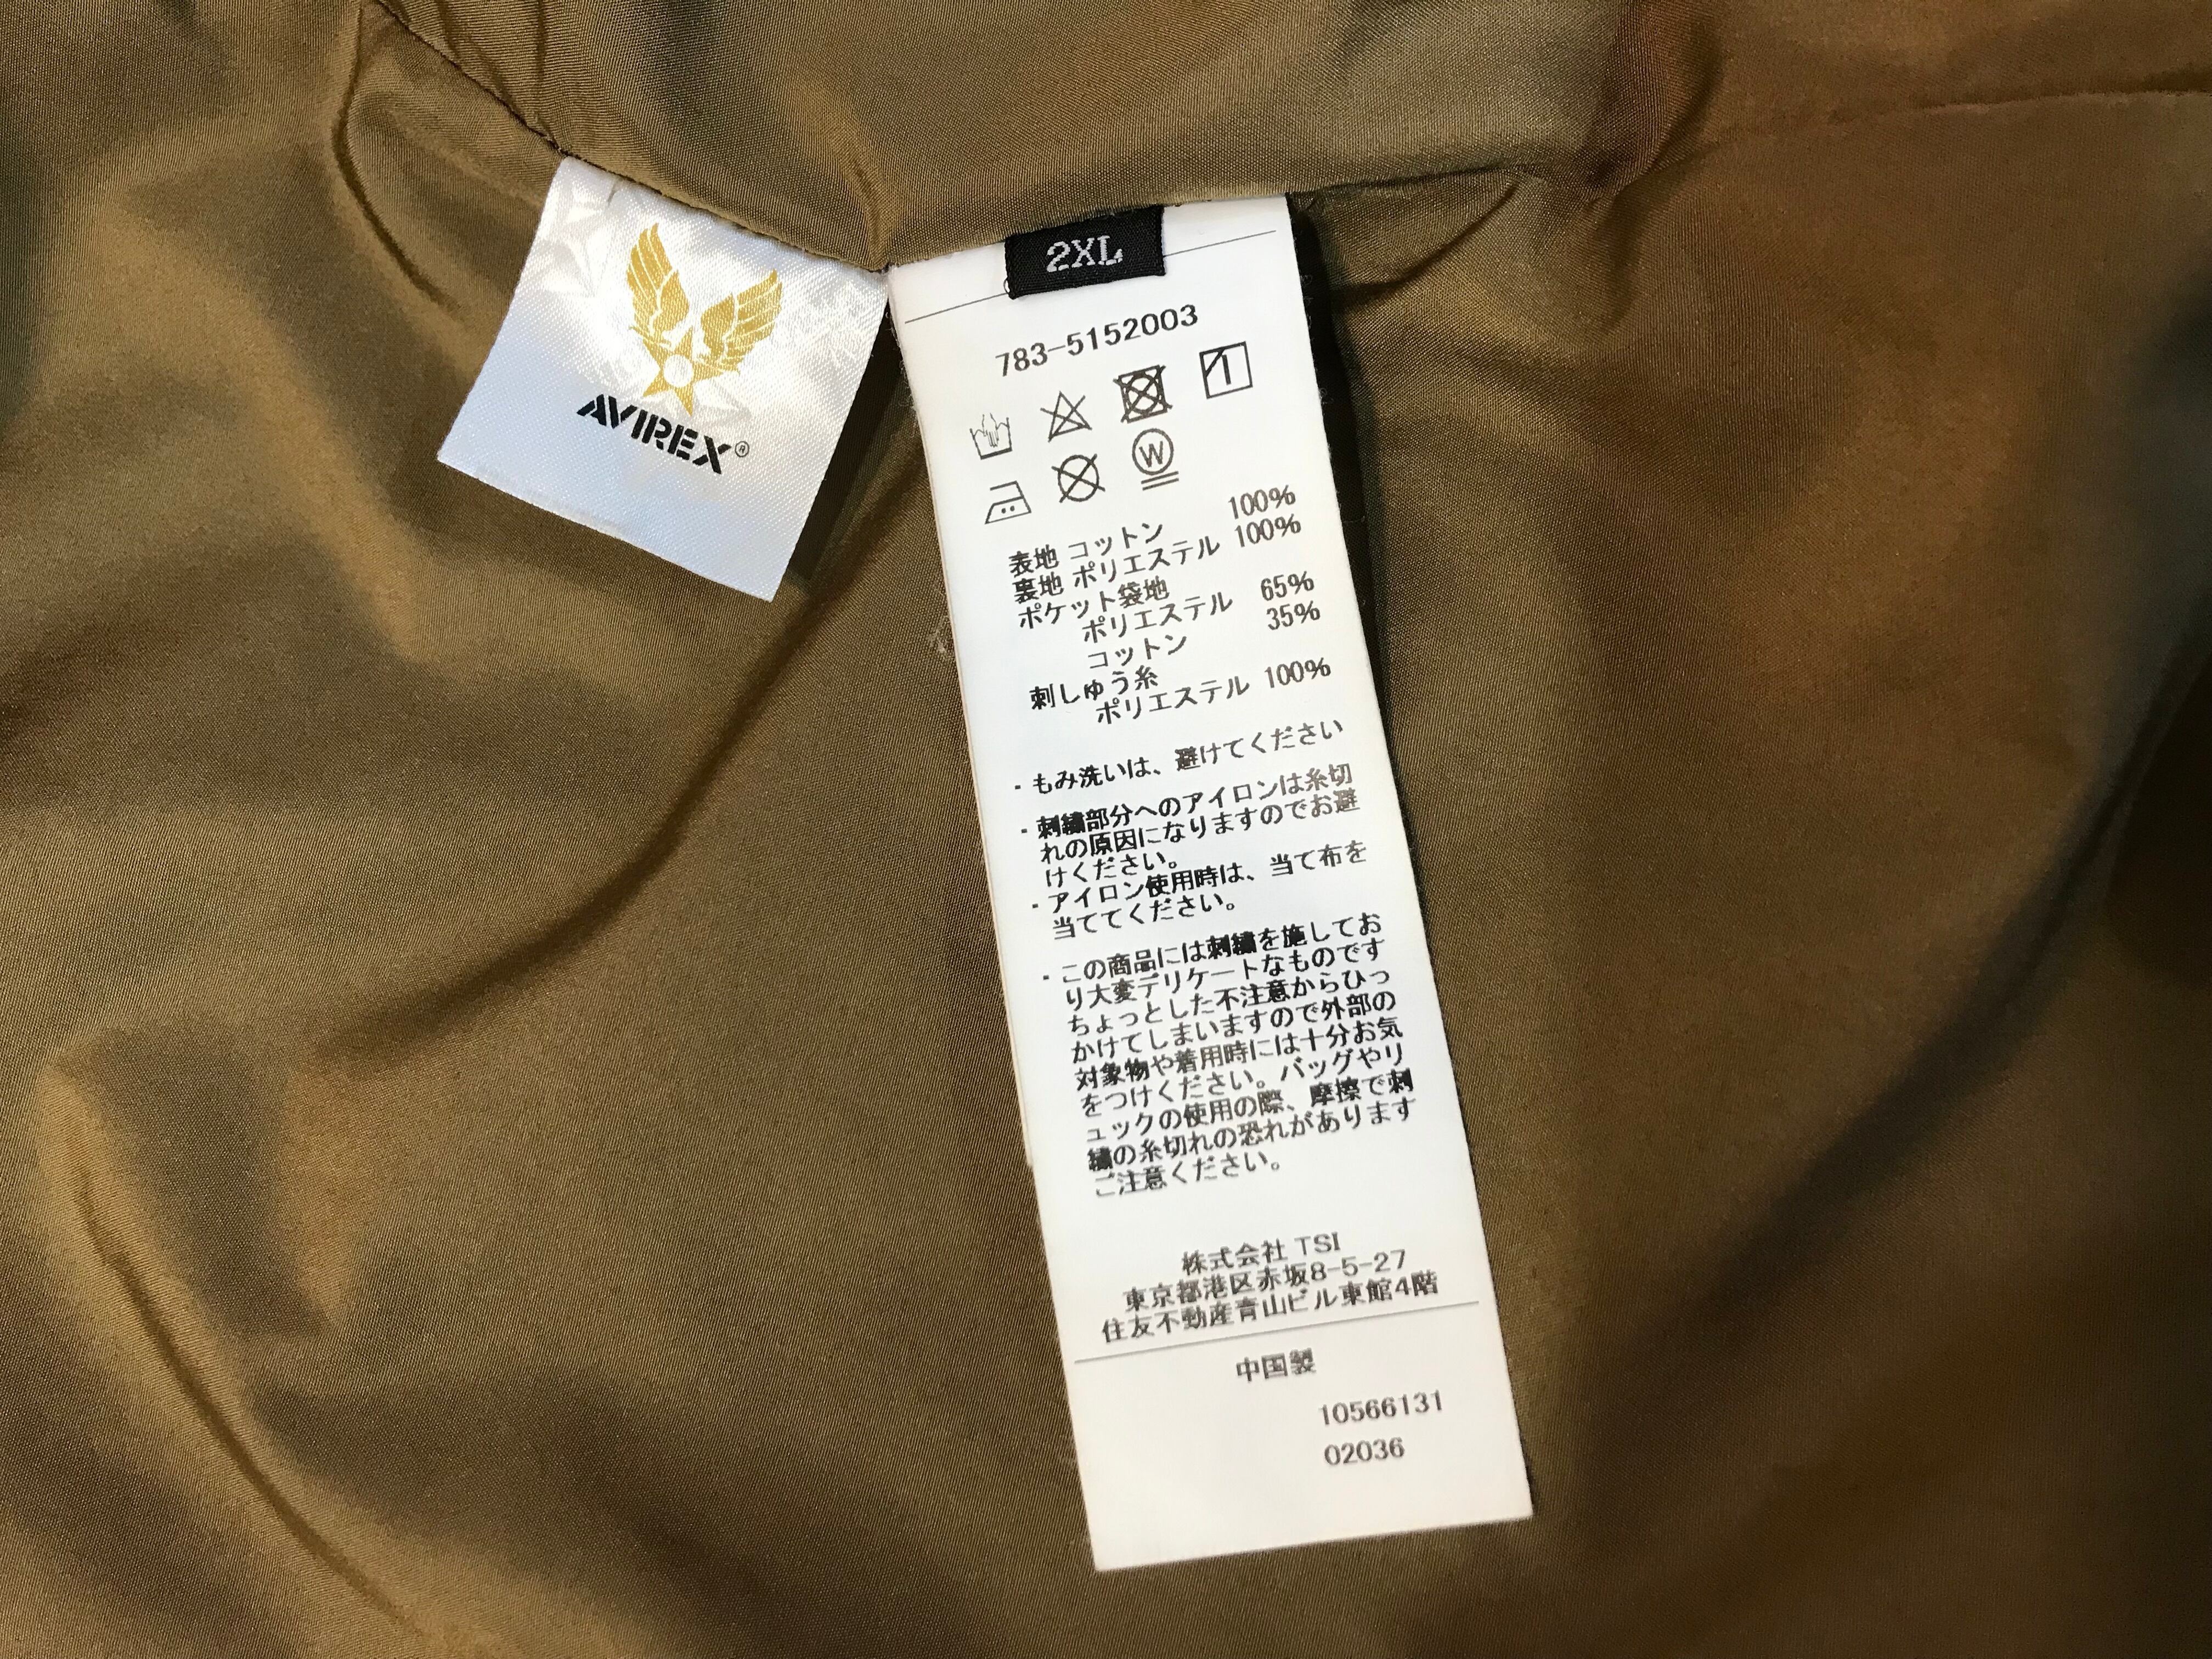 AVIREX®
2XL
783-5152003
W
表地 コットン 100%
裏地 ポリエステル 100%
ポケット袋地
ポリエステル 65%
コットン 35%
刺しゅう糸
ポリエステル 100%
・もみ洗いは、避けてください
・刺繍部分へのアイロンは糸切
れの原因になりますのでお避
けください。
・アイロン使用時は、当て布を
当ててください。
・この商品には刺繍を施してお
り大変デリケートなものです
ちょっとした不注意からひっ
かけてしまいますので外部の
対象物や着用時には十分お気
をつけください。バッグやリ
ュックの使用の際、摩擦で刺
繍の糸切れの恐れがあります
ご注意ください。
株式会社 TSI
東京都港区赤坂8-5-27
住友不動産青山ビル東館4階
中国製
10566131
02036